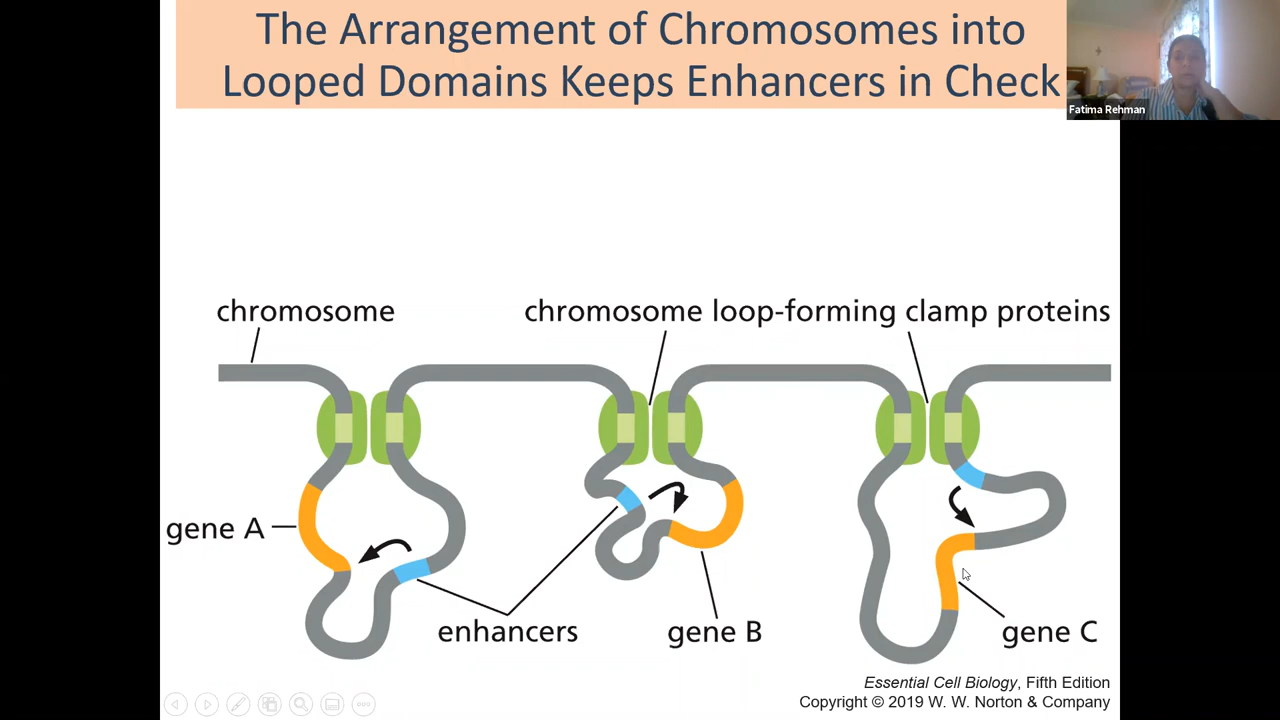 The Arrangement of Chromosomes into
Looped Domains Keeps Enhancers in Check
Fatima Rehman
chromosome
chromosome loop-forming clamp proteins
gene A
enhancers
gene B
gene C
Essential Cell Biology, Fifth Edition
Copyright © 2019 W. W. Norton & Company